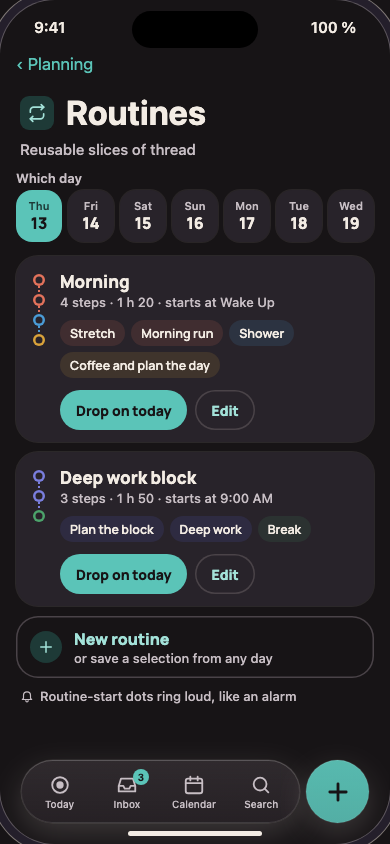 9:41
100 %
‹ Planning
Routines
Reusable slices of thread
Which day
Thu Fri Sat Sun Mon Tue Wed
13 14 15 16 17 18 19
Morning
4 steps · 1 h 20 · starts at Wake Up
Stretch Morning run Shower
Coffee and plan the day
Drop on today Edit
Deep work block
3 steps · 1 h 50 · starts at 9:00 AM
Plan the block Deep work Break
Drop on today Edit
New routine
or save a selection from any day
Routine-start dots ring loud, like an alarm
3
Today Inbox Calendar Search